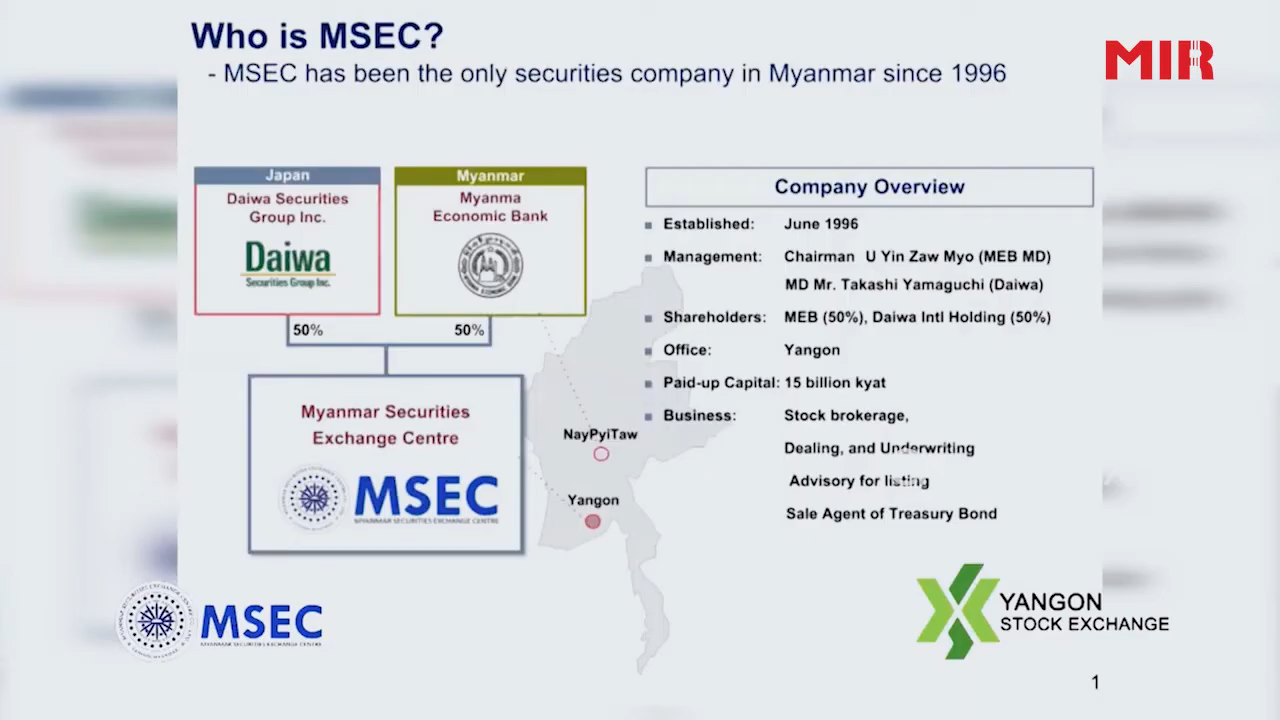 Who is MSEC?
- MSEC has been the only securities company in Myanmar since 1996
MIR
Japan
Daiwa Securities
Group Inc.
Daiwa
Securities Group Inc.
50%
Myanmar
Myanma
Economic Bank
50%
Myanmar Securities
Exchange Centre
MSEC
MYANMAR SECURITIES EXCHANGE CENTRE
NayPyiTaw
Yangon
Company Overview
Established: June 1996
Management: Chairman U Yin Zaw Myo (MEB MD)
MD Mr. Takashi Yamaguchi (Daiwa)
Shareholders: MEB (50%), Daiwa Intl Holding (50%)
Office: Yangon
Paid-up Capital: 15 billion kyat
Business: Stock brokerage,
Dealing, and Underwriting
Advisory for listing
Sale Agent of Treasury Bond
MSEC
MYANMAR SECURITIES EXCHANGE CENTRE
YANGON
STOCK EXCHANGE
1